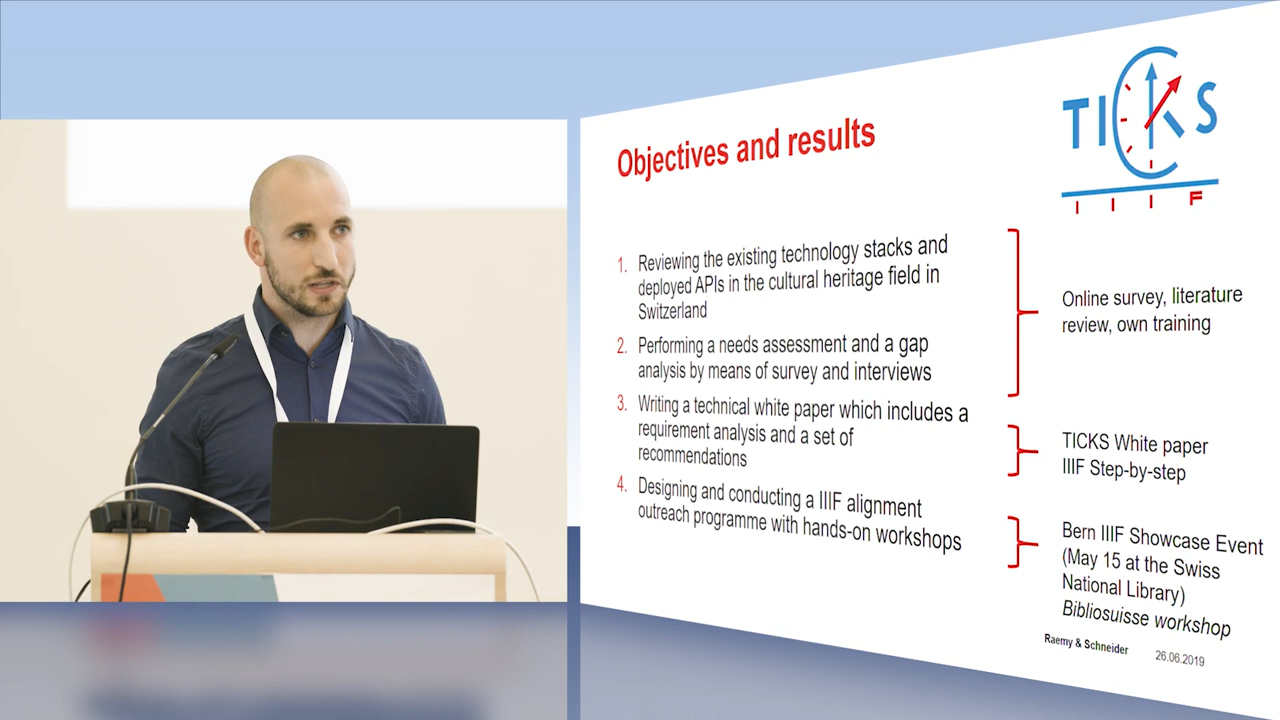 TICKS
IIIF
Objectives and results
1. Reviewing the existing technology stacks and
deployed APIs in the cultural heritage field in
Switzerland
2. Performing a needs assessment and a gap
analysis by means of survey and interviews
3. Writing a technical white paper which includes a
requirement analysis and a set of
recommendations
4. Designing and conducting a IIIF alignment
outreach programme with hands-on workshops
Online survey, literature
review, own training
TICKS White paper
IIIF Step-by-step
Bern IIIF Showcase Event
(May 15 at the Swiss
National Library)
Bibliosuisse workshop
Raemy & Schneider
26.06.2019